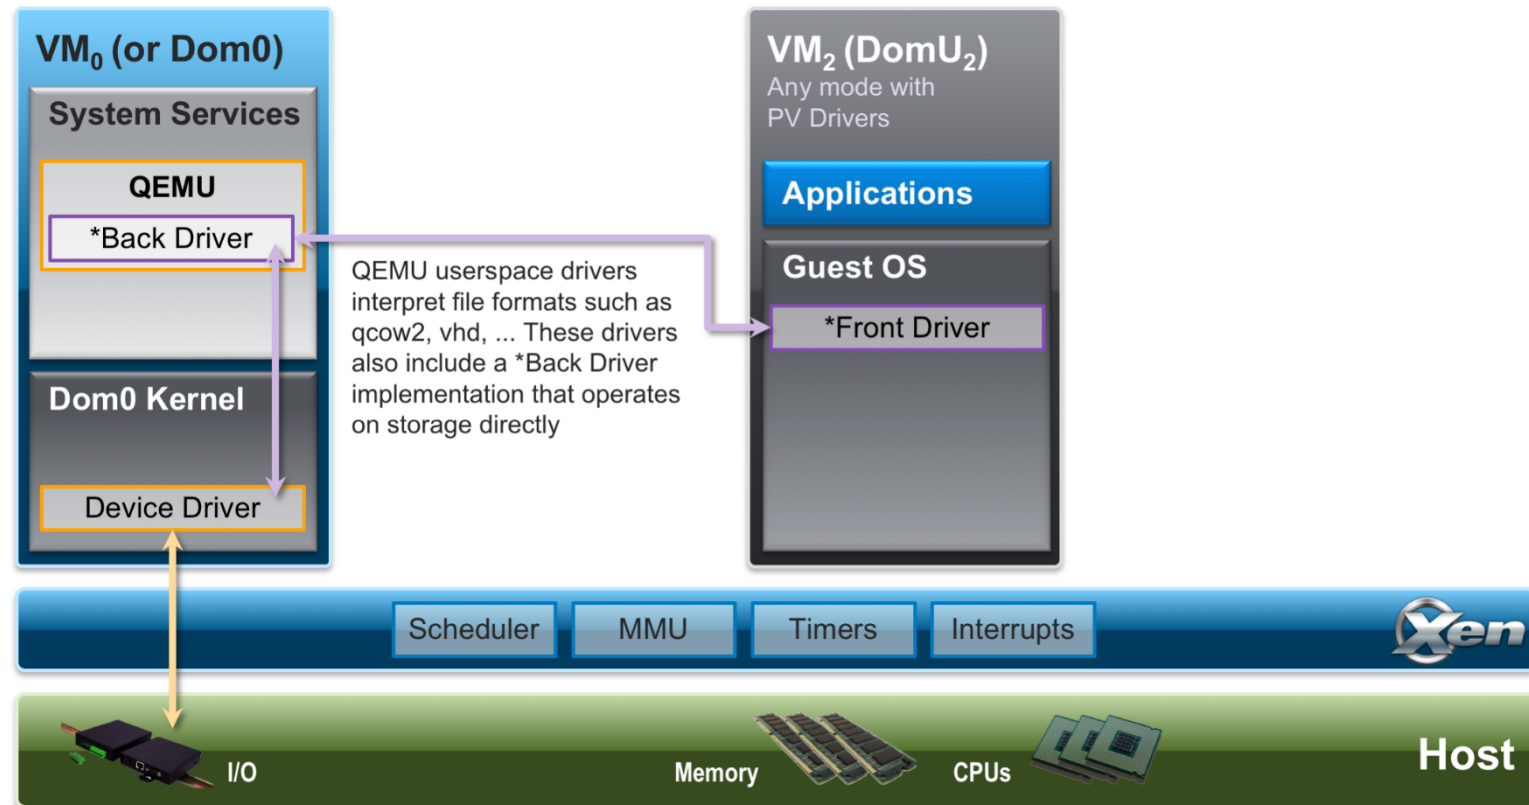 VM0 (or Dom0)
System Services
QEMU
*Back Driver
Dom0 Kernel
Device Driver
QEMU userspace drivers
interpret file formats such as
qcow2, vhd, ... These drivers
also include a *Back Driver
implementation that operates
on storage directly
VM2 (DomU2)
Any mode with
PV Drivers
Applications
Guest OS
*Front Driver
Scheduler
MMU
Timers
Interrupts
Xen
I/O
Memory
CPUs
Host